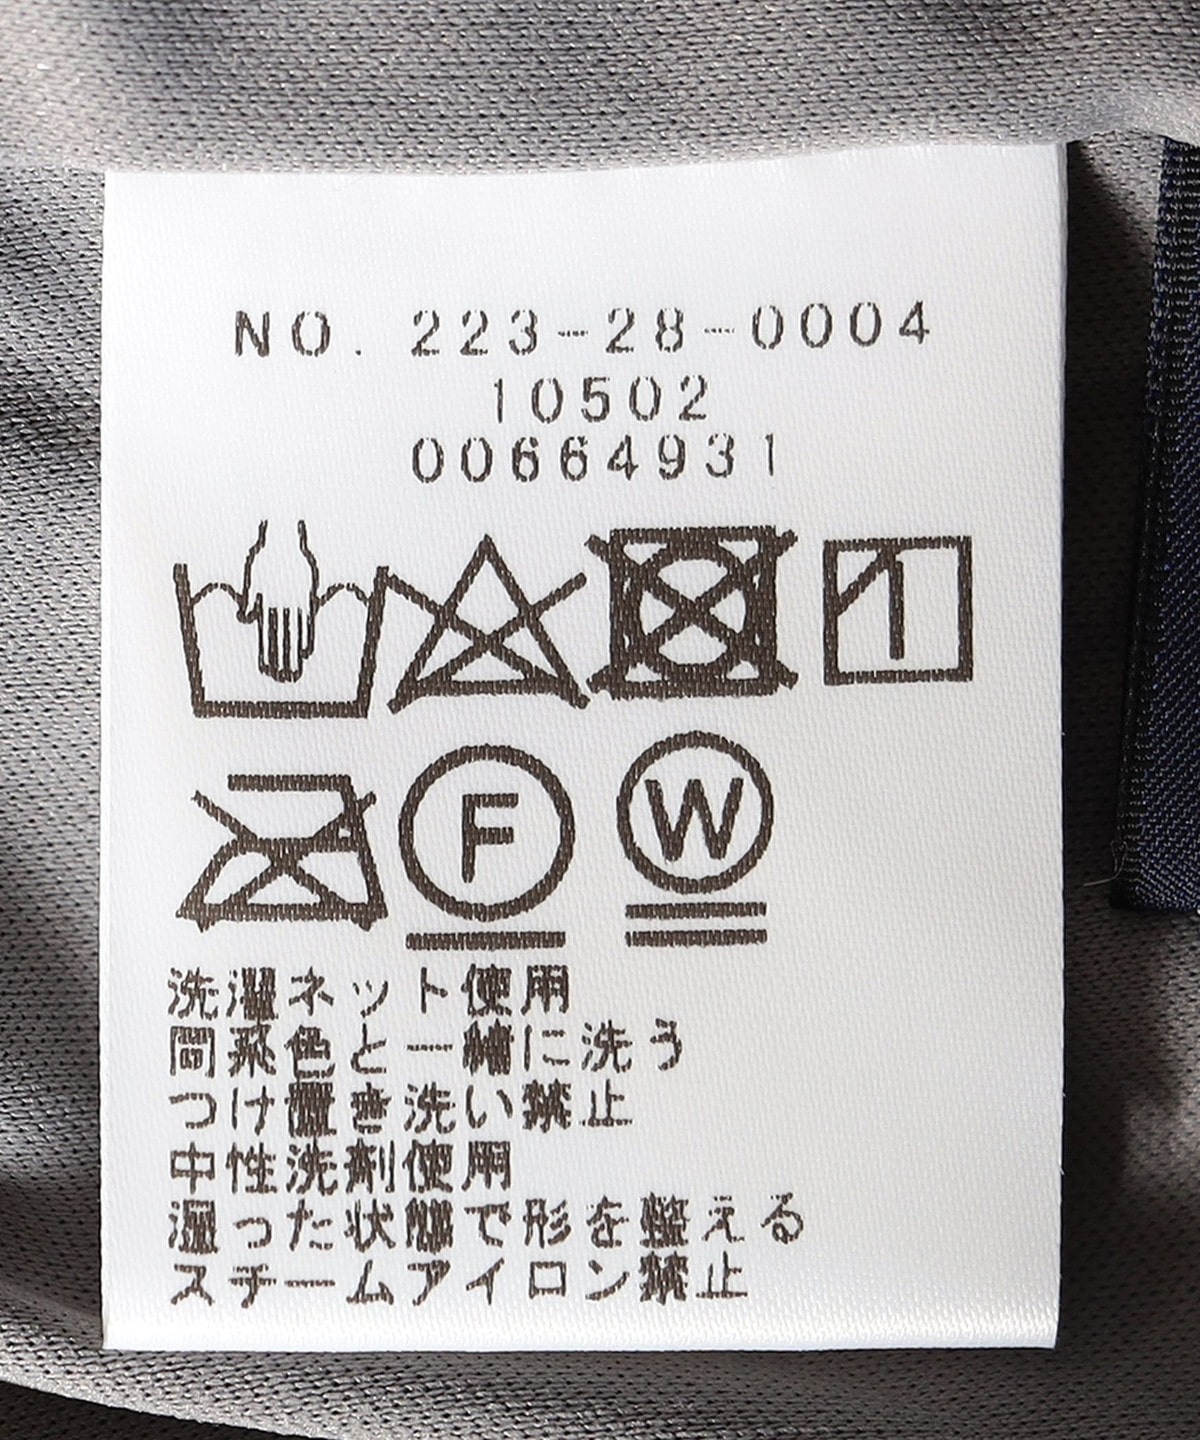 NO. 223-28-0004
10502
00664931
F W
洗濯ネット使用
同系色と一緒に洗う
つけ置き洗い禁止
中性洗剤使用
濡った状態で形を整える
スチームアイロン禁止